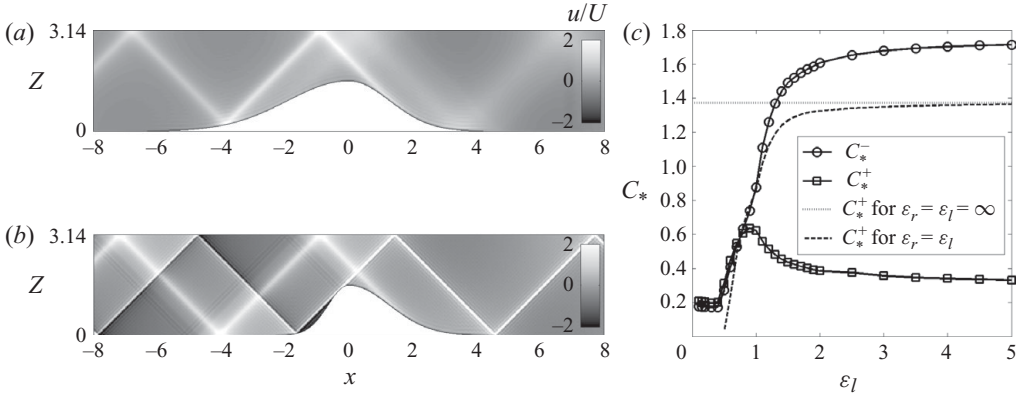 (a)
u/U
3.14
2
Z
0
0
−2
−8 −6 −4 −2 0 2 4 6 8
(b)
3.14
2
Z
0
0
−2
−8 −6 −4 −2 0 2 4 6 8
x
(c)
1.8
1.6
1.4
1.2
1.0
C* 0.8
0.6
0.4
0.2
0 1 2 3 4 5
εl
C*−
C*+
C*+ for εr = εl = ∞
C*+ for εr = εl